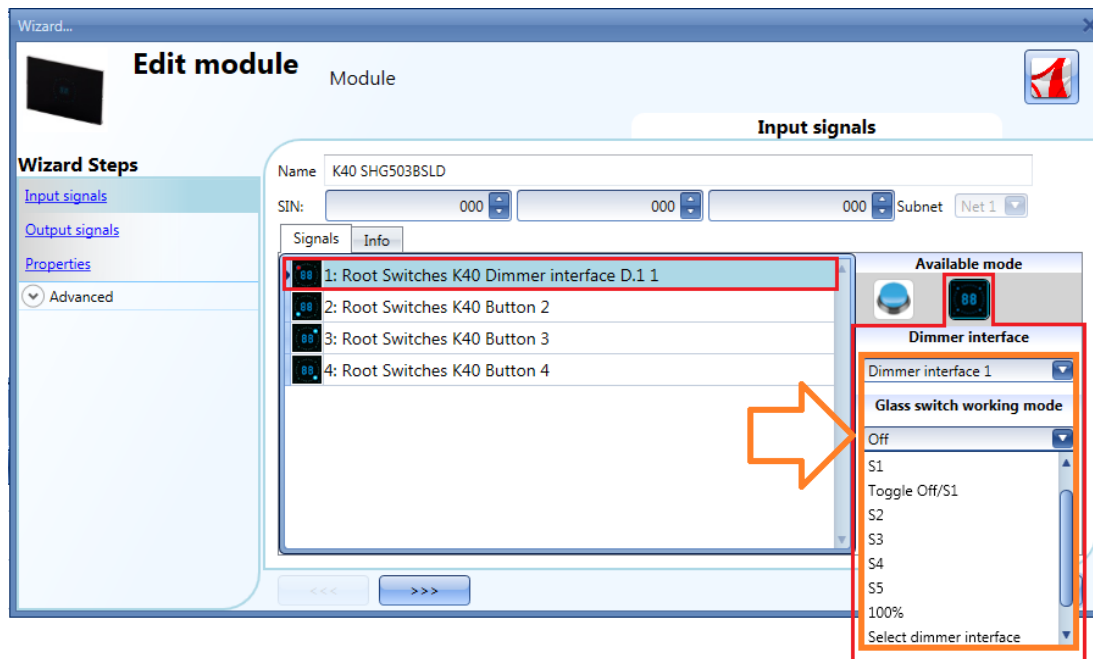 Wizard...
Edit module
Module
Input signals
Wizard Steps
Input signals
Output signals
Properties
Advanced
Name K40 SHG503BSLD
SIN: 000 000 000 Subnet Net 1
Signals Info
1: Root Switches K40 Dimmer interface D.1 1
2: Root Switches K40 Button 2
3: Root Switches K40 Button 3
4: Root Switches K40 Button 4
Available mode
88
Dimmer interface
Dimmer interface 1
Glass switch working mode
Off
S1
Toggle Off/S1
S2
S3
S4
S5
100%
Select dimmer interface
<<< >>>